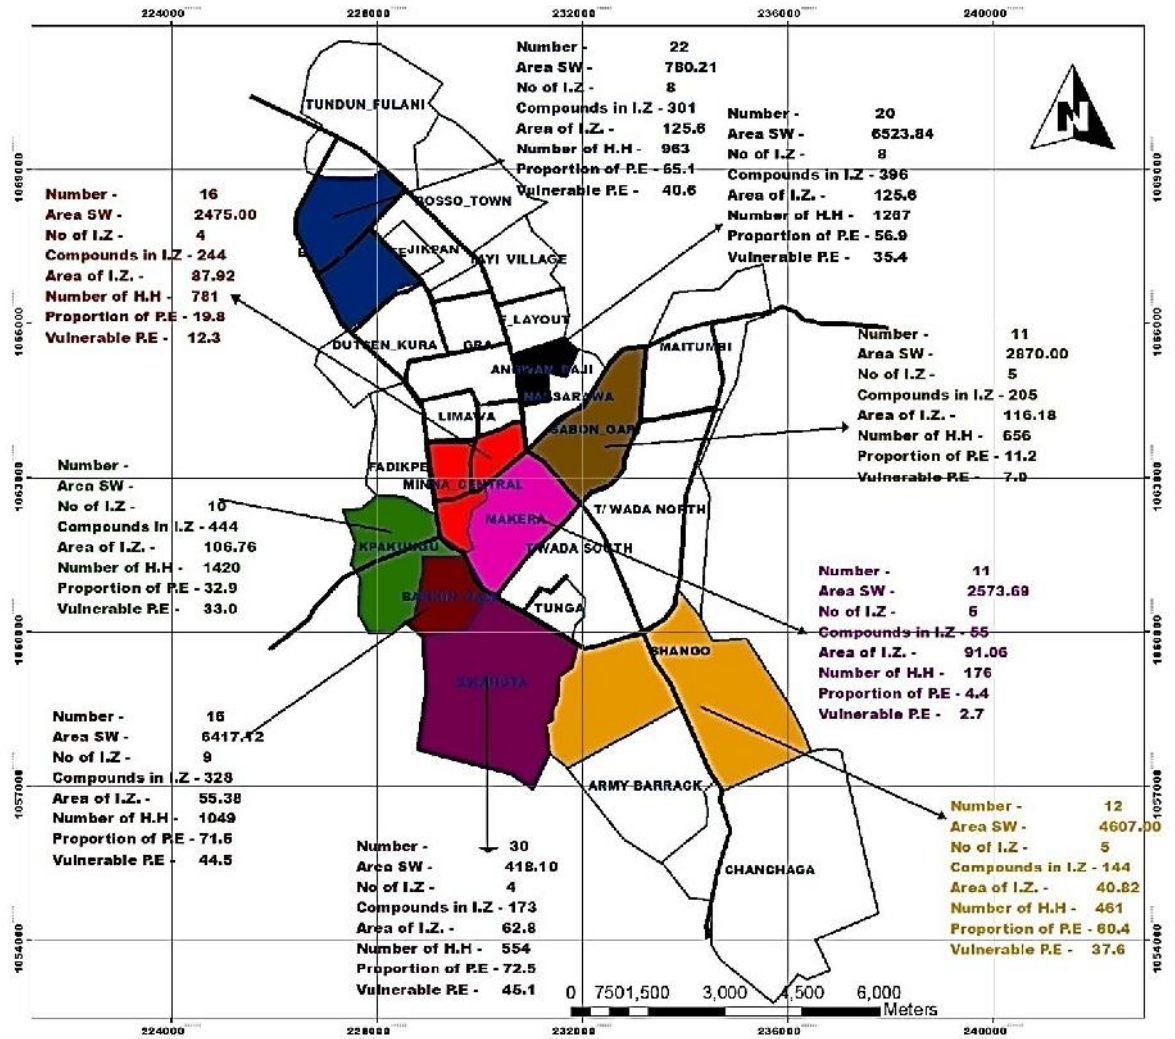 224000 228000 232000 236000 240000
Number - 22
Area SW - 780.21
No of I.Z - 8
Compounds in I.Z - 301
Area of I.Z. - 125.6
Number of H.H - 963
Proportion of P.E - 65.1
Vulnerable P.E - 40.6
Number - 20
Area SW - 6523.84
No of I.Z - 8
Compounds in I.Z - 396
Area of I.Z. - 125.6
Number of H.H - 1267
Proportion of P.E - 56.9
Vulnerable P.E - 35.4
N
TUNDUN_FULANI
1069000
1069000
Number - 16
Area SW - 2475.00
No of I.Z - 4
Compounds in I.Z - 244
Area of I.Z. - 87.92
Number of H.H - 781
Proportion of P.E - 19.8
Vulnerable P.E - 12.3
BOSSO_TOWN
JIKPAN
VILLAGE
F_LAYOUT
DUTSEN_KURA
GRA
MAITUMBI
NASSARAWA
LIMAWA
SABON_GARI
FADIKPE
MINNA_CENTRAL
MAKERA
T/ WADA NORTH
T/WADA SOUTH
KPAKUNGU
TUNGA
SHANGO
ARMY BARRACK
CHANCHAGA
1066000
1066000
Number - 11
Area SW - 2870.00
No of I.Z - 5
Compounds in I.Z - 205
Area of I.Z. - 116.18
Number of H.H - 656
Proportion of P.E - 11.2
Vulnerable P.E - 7.0
1063000
1063000
Number -
Area SW -
No of I.Z - 10
Compounds in I.Z - 444
Area of I.Z. - 106.76
Number of H.H - 1420
Proportion of P.E - 32.9
Vulnerable P.E - 33.0
Number - 11
Area SW - 2573.69
No of I.Z - 6
Compounds in I.Z - 55
Area of I.Z. - 91.06
Number of H.H - 176
Proportion of P.E - 4.4
Vulnerable P.E - 2.7
1060000
1060000
Number - 15
Area SW - 6417.12
No of I.Z - 9
Compounds in I.Z - 328
Area of I.Z. - 55.38
Number of H.H - 1049
Proportion of P.E - 71.5
Vulnerable P.E - 44.5
1057000
1057000
Number - 12
Area SW - 4607.00
No of I.Z - 5
Compounds in I.Z - 144
Area of I.Z. - 40.82
Number of H.H - 461
Proportion of P.E - 60.4
Vulnerable P.E - 37.6
Number - 30
Area SW - 418.10
No of I.Z - 4
Compounds in I.Z - 173
Area of I.Z. - 62.8
Number of H.H - 554
Proportion of P.E - 72.5
Vulnerable P.E - 45.1
1054000
1054000
0 750 1,500 3,000 4,500 6,000
Meters
224000 228000 232000 236000 240000